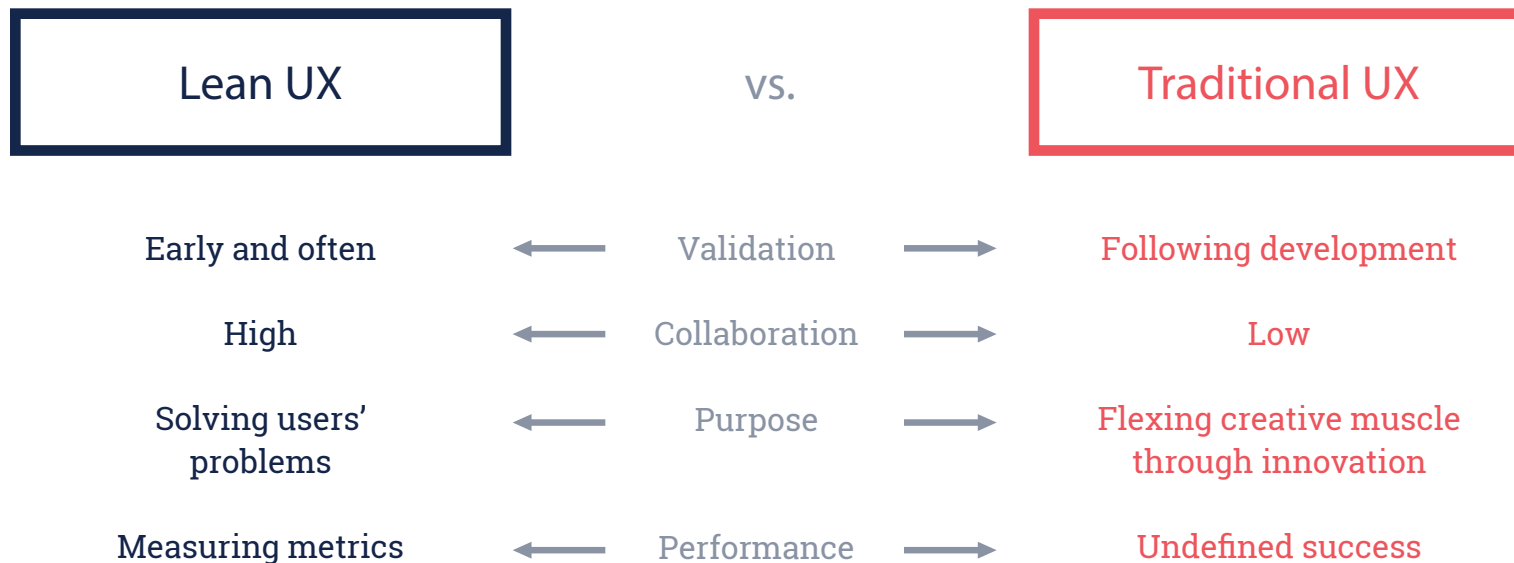 Lean UX vs. Traditional UX
Early and often Validation Following development
High Collaboration Low
Solving users’ Purpose Flexing creative muscle
problems through innovation
Measuring metrics Performance Undefined success